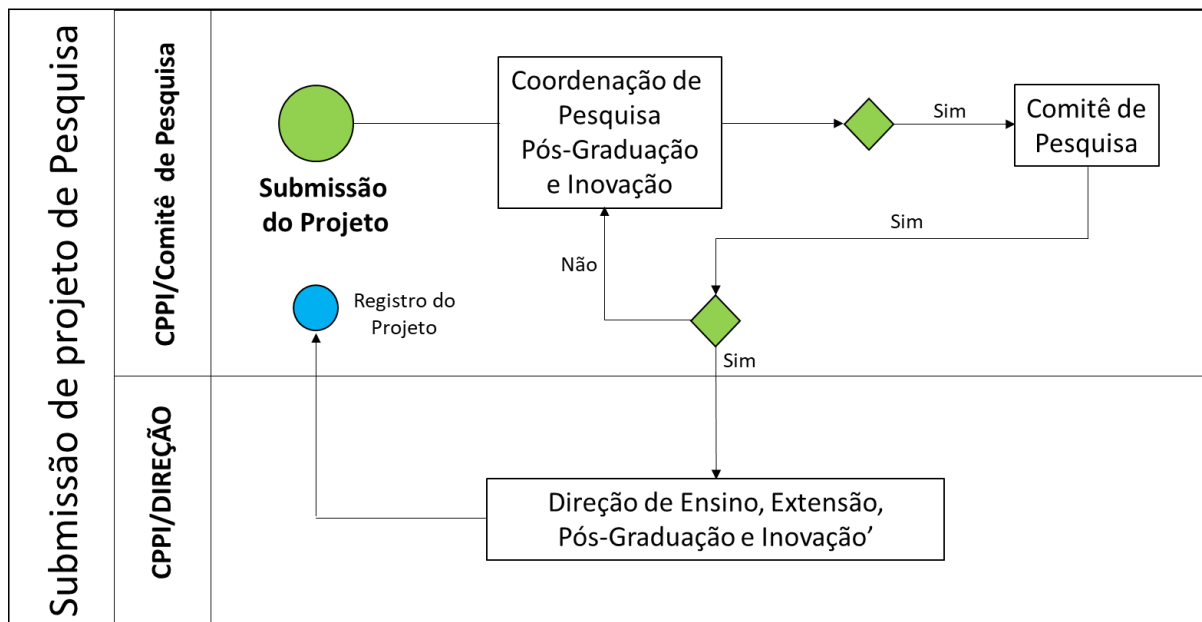 Submissão de projeto de Pesquisa
CPPI/Comitê de Pesquisa
Submissão
do Projeto
Coordenação de
Pesquisa
Pós-Graduação
e Inovação
Sim
Comitê de
Pesquisa
Sim
Não
Registro do
Projeto
Sim
CPPI/DIREÇÃO
Direção de Ensino, Extensão,
Pós-Graduação e Inovação’